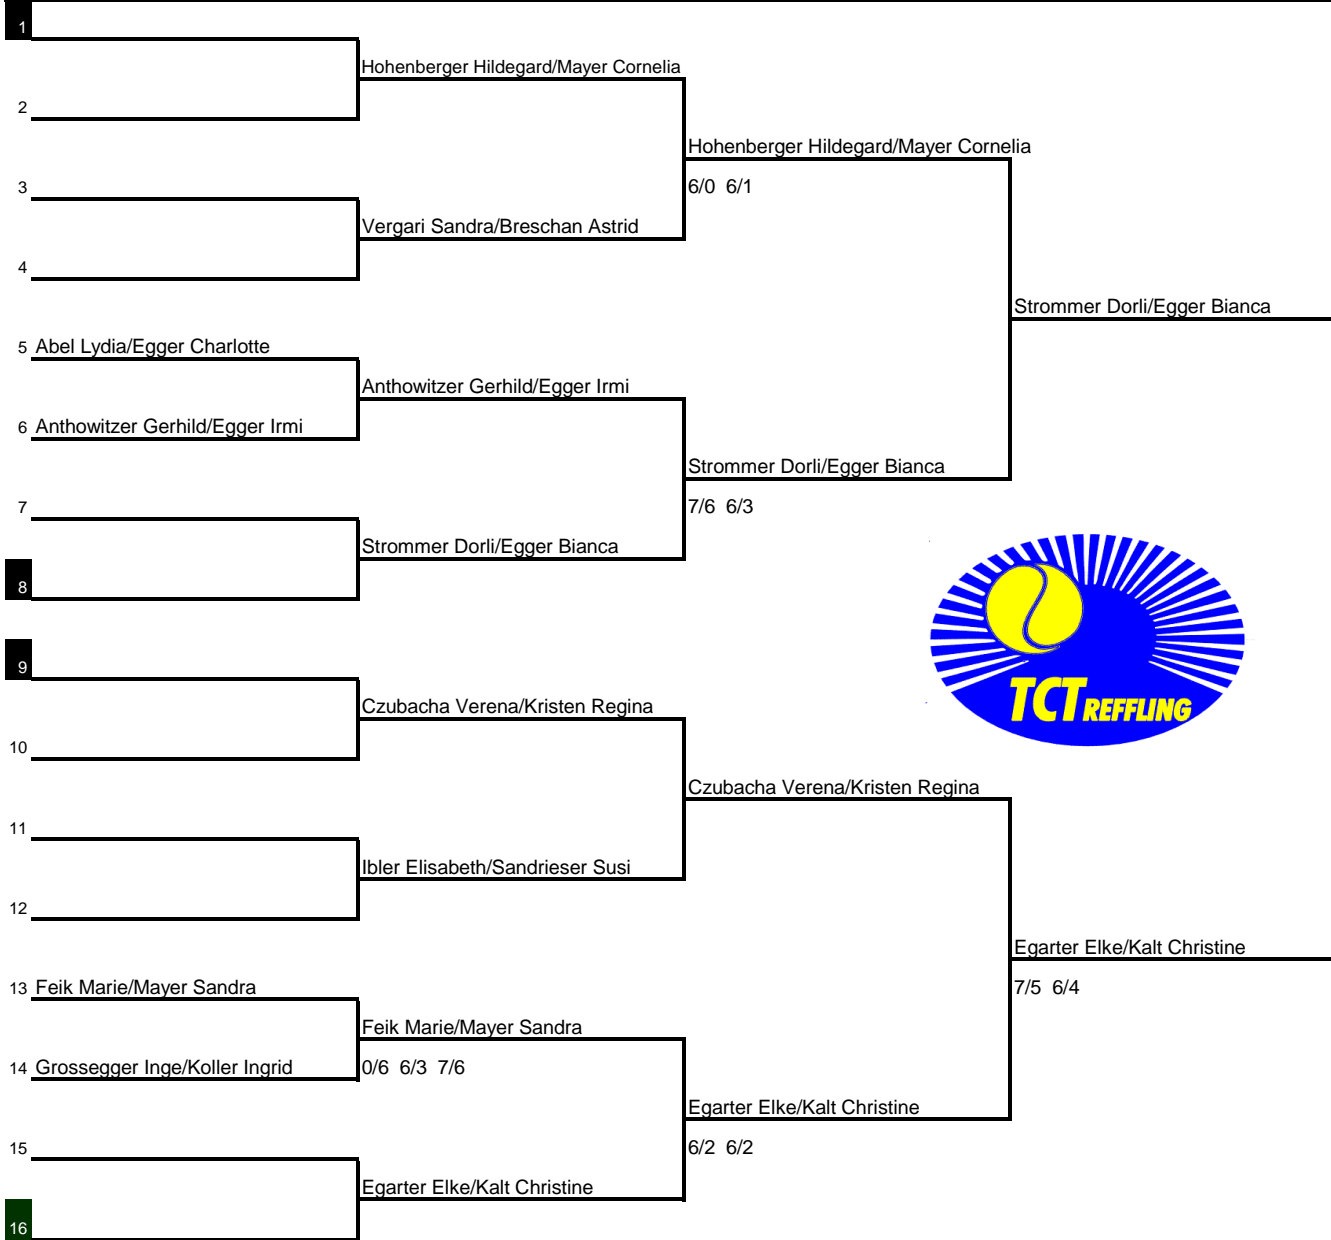 1
Hohenberger Hildegard/Mayer Cornelia
2
Hohenberger Hildegard/Mayer Cornelia
3
6/0 6/1
Vergari Sandra/Breschan Astrid
4
Strommer Dorli/Egger Bianca
5 Abel Lydia/Egger Charlotte
Anthowitzer Gerhild/Egger Irmi
6 Anthowitzer Gerhild/Egger Irmi
Strommer Dorli/Egger Bianca
7
7/6 6/3
Strommer Dorli/Egger Bianca
8
9
TCTREFFLING
Czubacha Verena/Kristen Regina
10
Czubacha Verena/Kristen Regina
11
Ibler Elisabeth/Sandrieser Susi
12
Egarter Elke/Kalt Christine
13 Feik Marie/Mayer Sandra
7/5 6/4
Feik Marie/Mayer Sandra
14 Grossegger Inge/Koller Ingrid
0/6 6/3 7/6
Egarter Elke/Kalt Christine
15
6/2 6/2
Egarter Elke/Kalt Christine
16